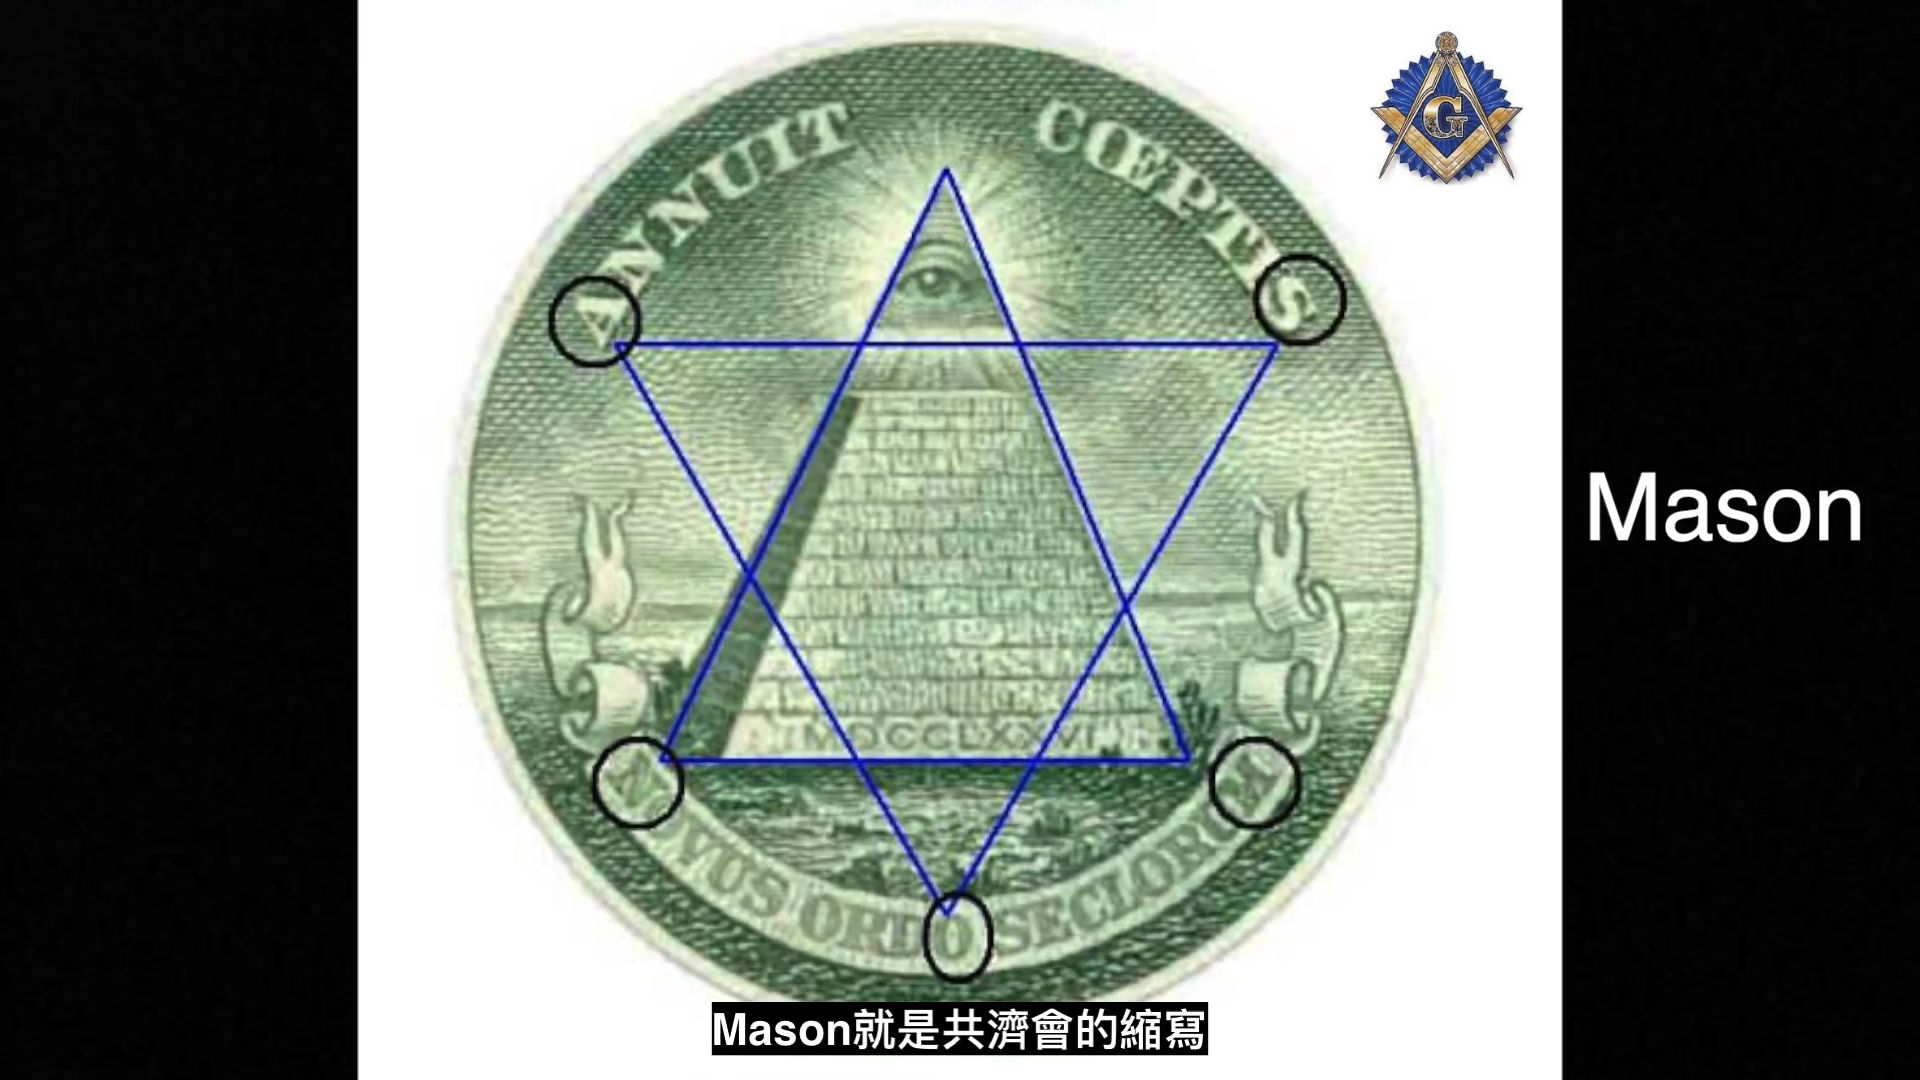 ANNUIT CŒPTIS
G
Mason
MDCCLXXVI
NOVUS ORDO SECLORUM
Mason就是共濟會的縮寫